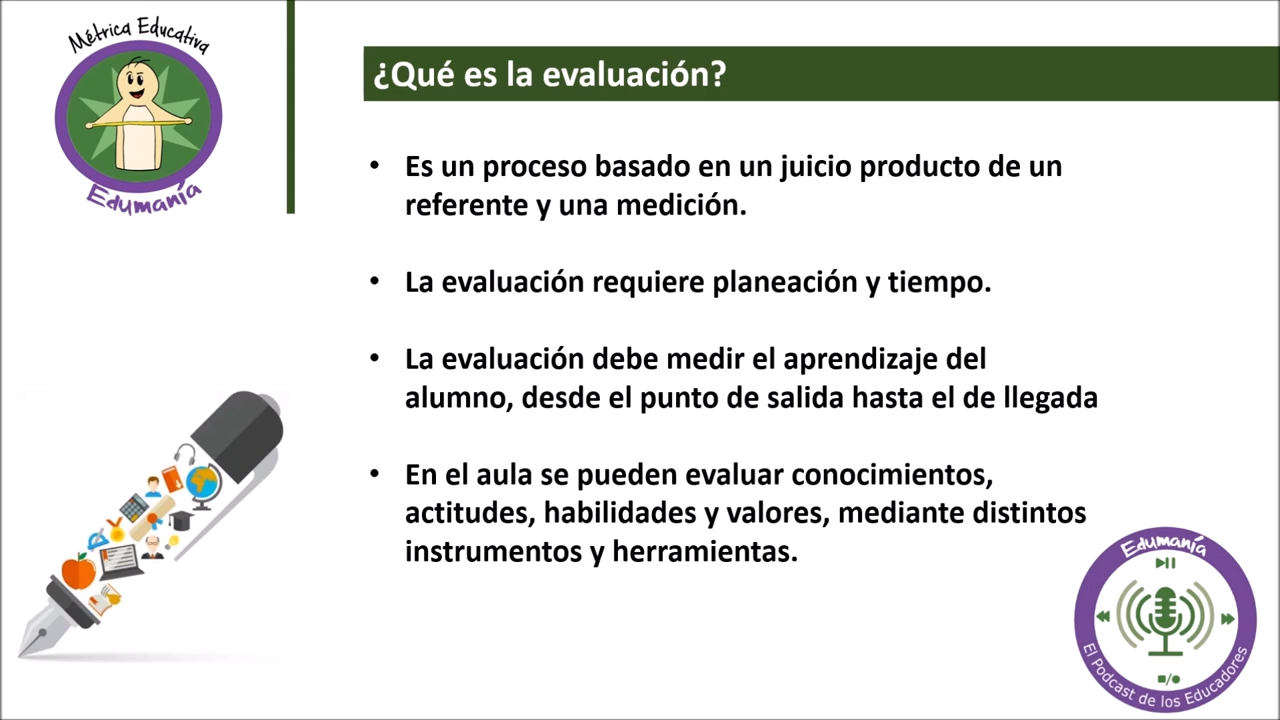 Métrica Educativa
Edumanía
¿Qué es la evaluación?
• Es un proceso basado en un juicio producto de un
referente y una medición.
• La evaluación requiere planeación y tiempo.
• La evaluación debe medir el aprendizaje del
alumno, desde el punto de salida hasta el de llegada
• En el aula se pueden evaluar conocimientos,
actitudes, habilidades y valores, mediante distintos
instrumentos y herramientas.
Edumanía
El Podcast de los Educadores